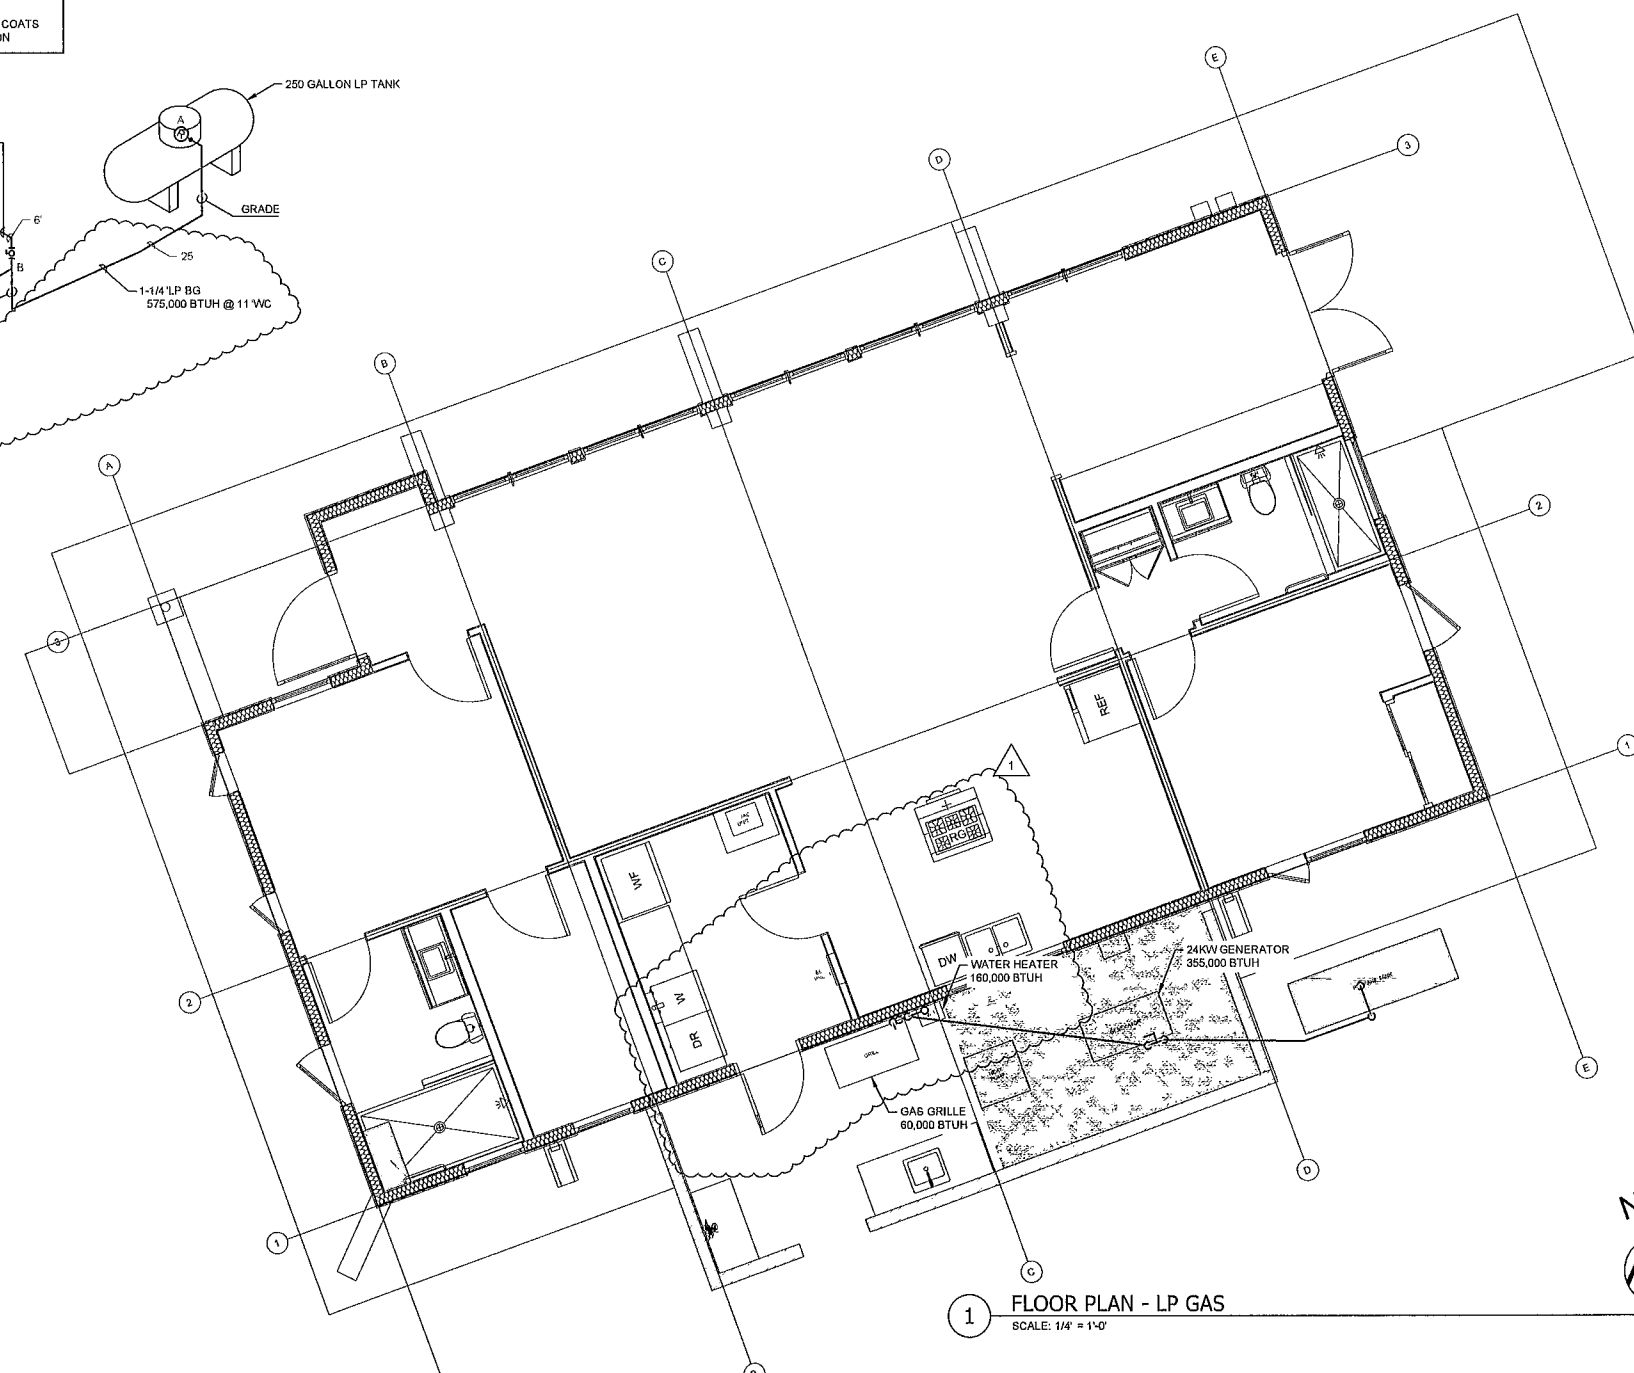 COATS
ON
250 GALLON LP TANK
A
GRADE
6'
B
25
1-1/4"LP BG
575,000 BTUH @ 11"WC
E
3
D
C
B
A
2
3
REF
1
1
RG
WF
DW
WATER HEATER
160,000 BTUH
24KW GENERATOR
355,000 BTUH
2
W
DR
GRILL
GAS GRILLE
60,000 BTUH
E
D
1
C
N
1
FLOOR PLAN - LP GAS
SCALE: 1/4" = 1'-0"